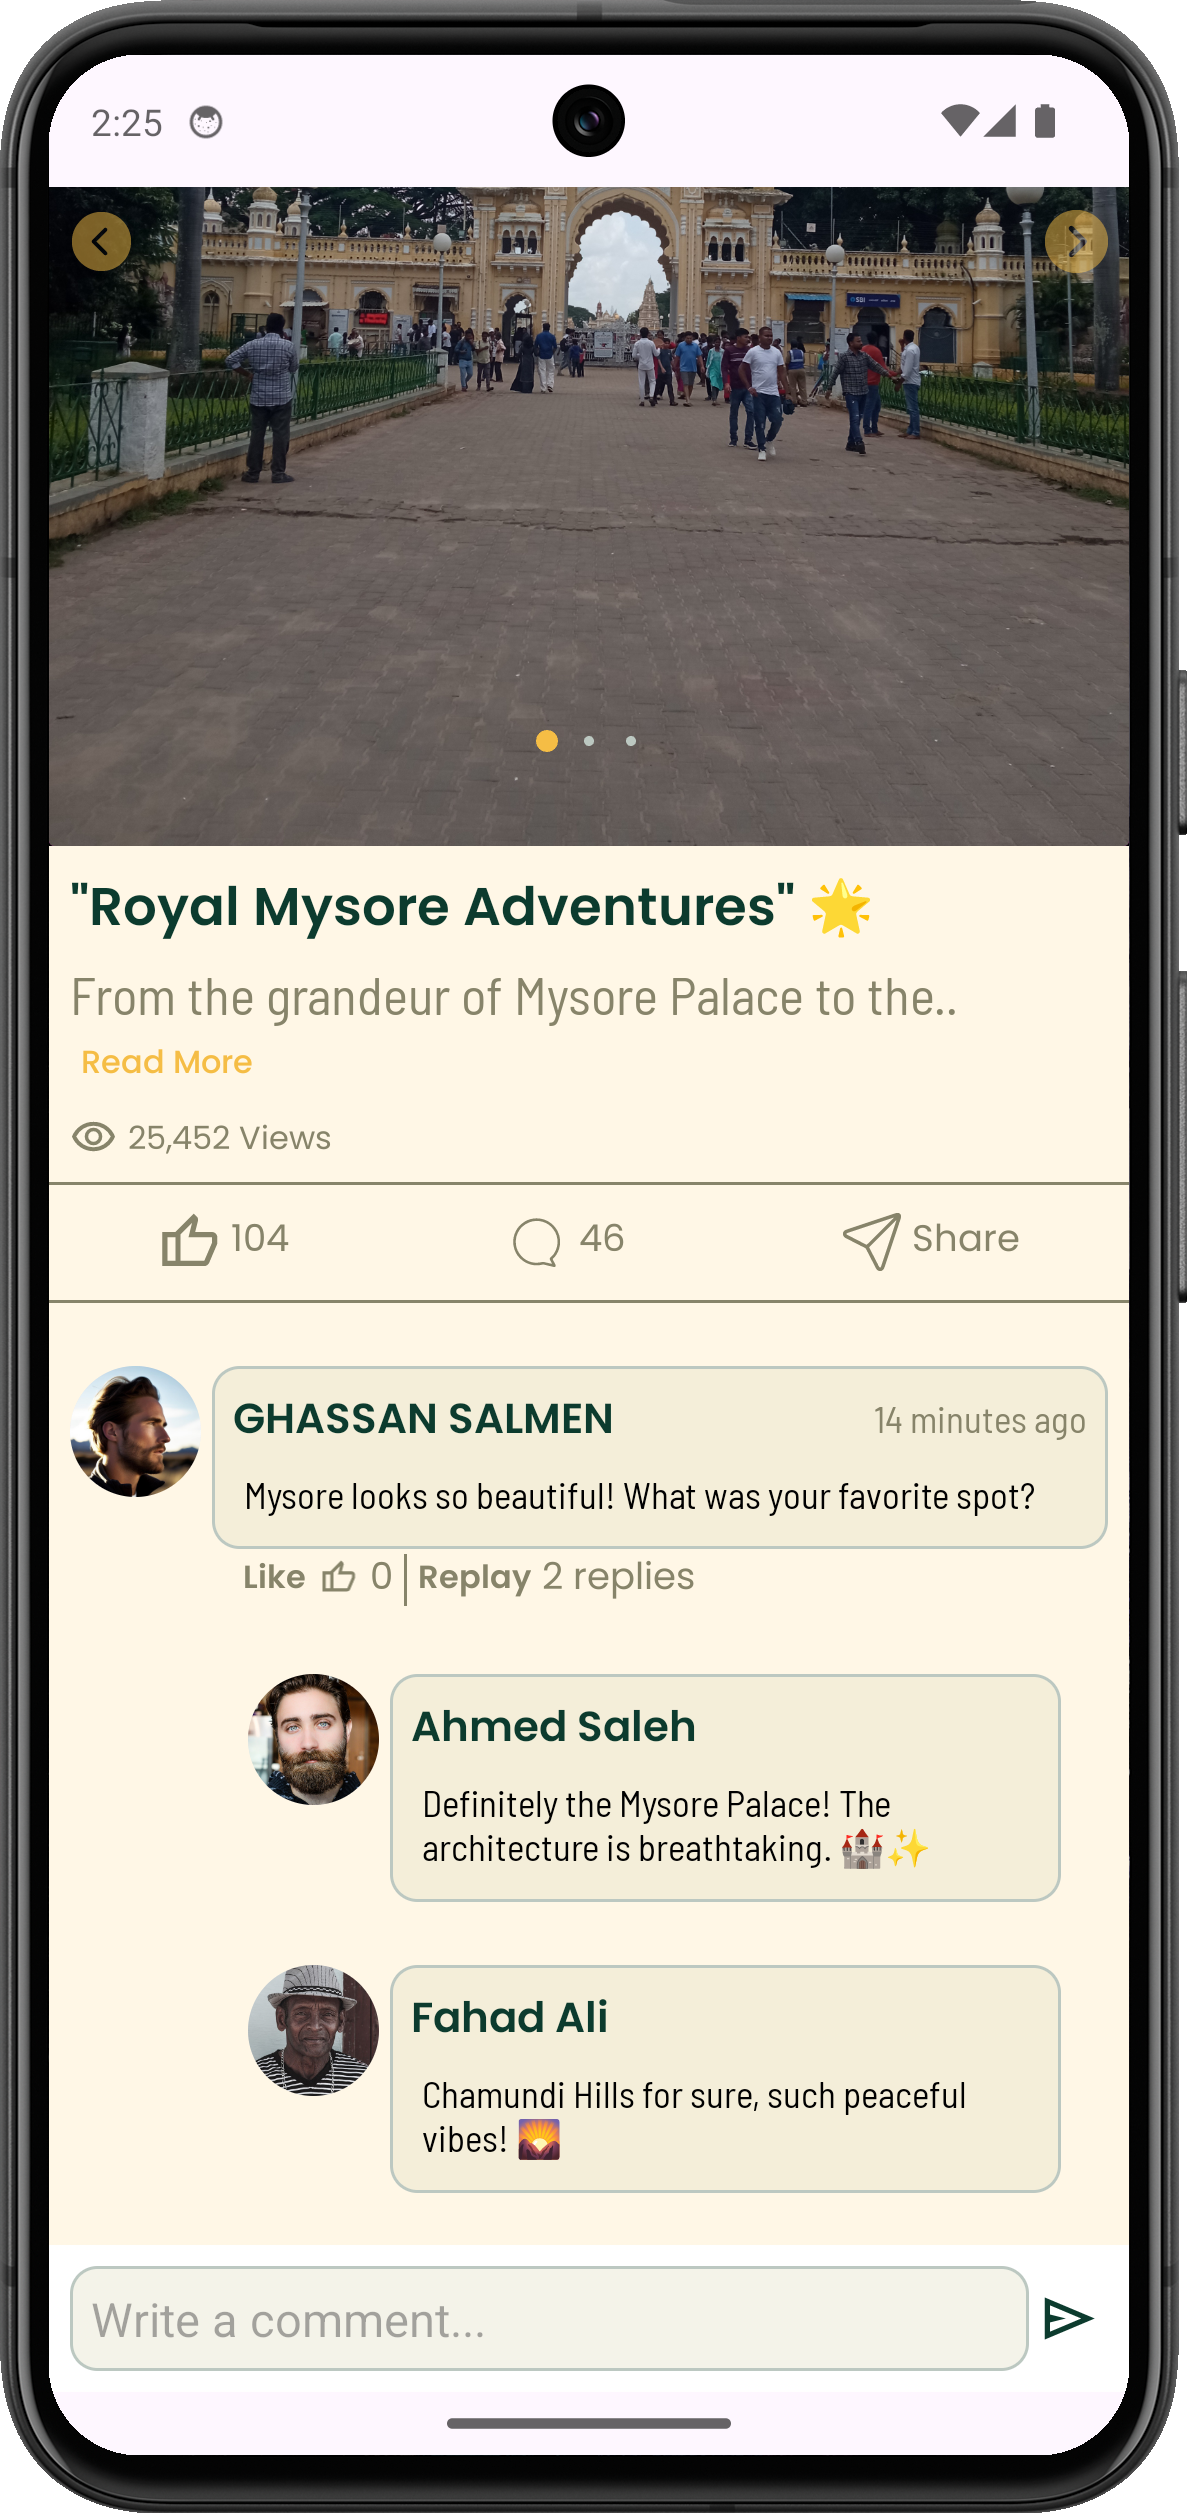 2:25
SBI
"Royal Mysore Adventures" 🌟
From the grandeur of Mysore Palace to the..
Read More
25,452 Views
104
46
Share
GHASSAN SALMEN
14 minutes ago
Mysore looks so beautiful! What was your favorite spot?
Like 0 Replay 2 replies
Ahmed Saleh
Definitely the Mysore Palace! The
architecture is breathtaking. 🏰✨
Fahad Ali
Chamundi Hills for sure, such peaceful
vibes! 🌄
Write a comment...